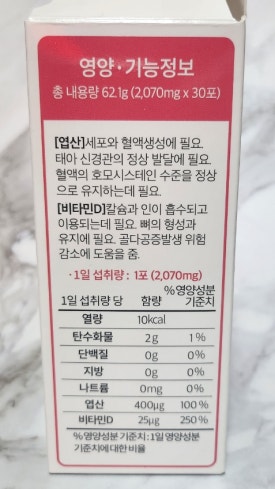 영양·기능정보
총 내용량 62.1g (2,070mg x 30포)
[엽산]세포와 혈액생성에 필요.
태아 신경관의 정상 발달에 필요.
혈액의 호모시스테인 수준을 정상
으로 유지하는데 필요.
[비타민D]칼슘과 인이 흡수되고
이용되는데 필요. 뼈의 형성과
유지에 필요. 골다공증발생 위험
감소에 도움을 줌.
·1일 섭취량 : 1포 (2,070mg)
1일 섭취량 당 함량 %영양성분 기준치
열량 10kcal
탄수화물 2g 1%
단백질 0g 0%
지방 0g 0%
나트륨 0mg 0%
엽산 400μg 100%
비타민D 25μg 250%
%영양성분 기준치 : 1일 영양성분
기준치에 대한 비율